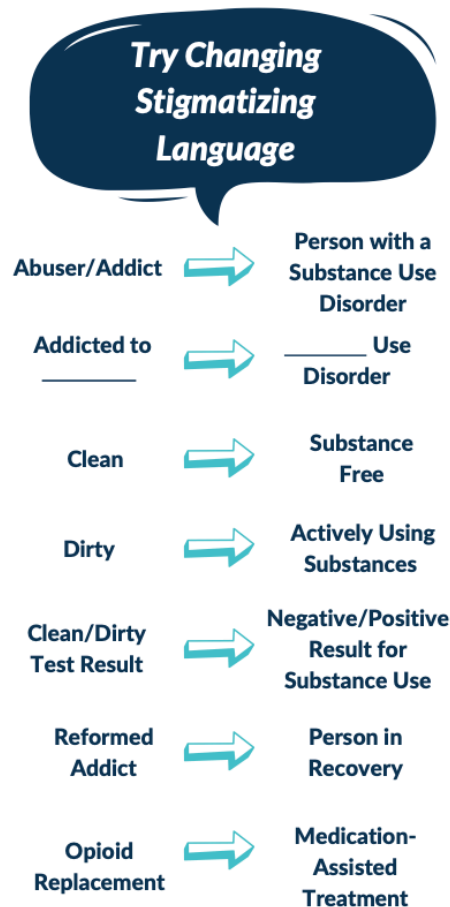 Try Changing
Stigmatizing
Language
Abuser/Addict
Person with a
Substance Use
Disorder
Addicted to
________
_______ Use
Disorder
Clean
Substance
Free
Dirty
Actively Using
Substances
Clean/Dirty
Test Result
Negative/Positive
Result for
Substance Use
Reformed
Addict
Person in
Recovery
Opioid
Replacement
Medication-
Assisted
Treatment